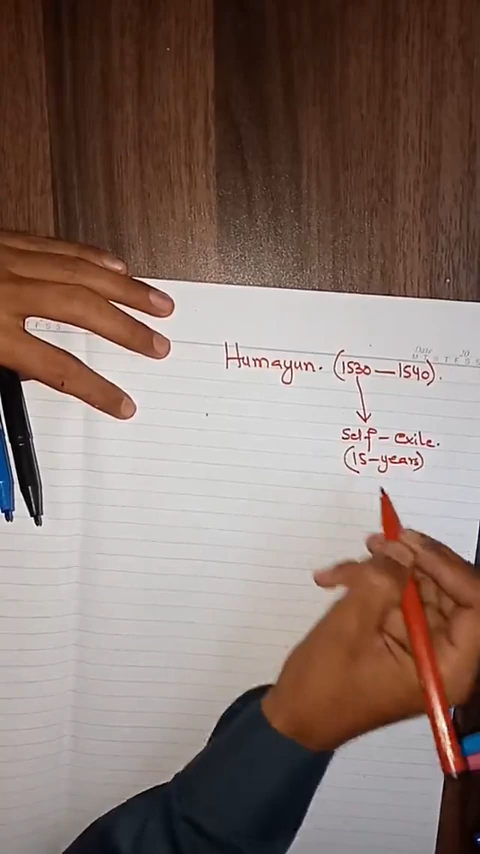 Humayun. (1530 — 1540).
Self-exile.
(15-years)